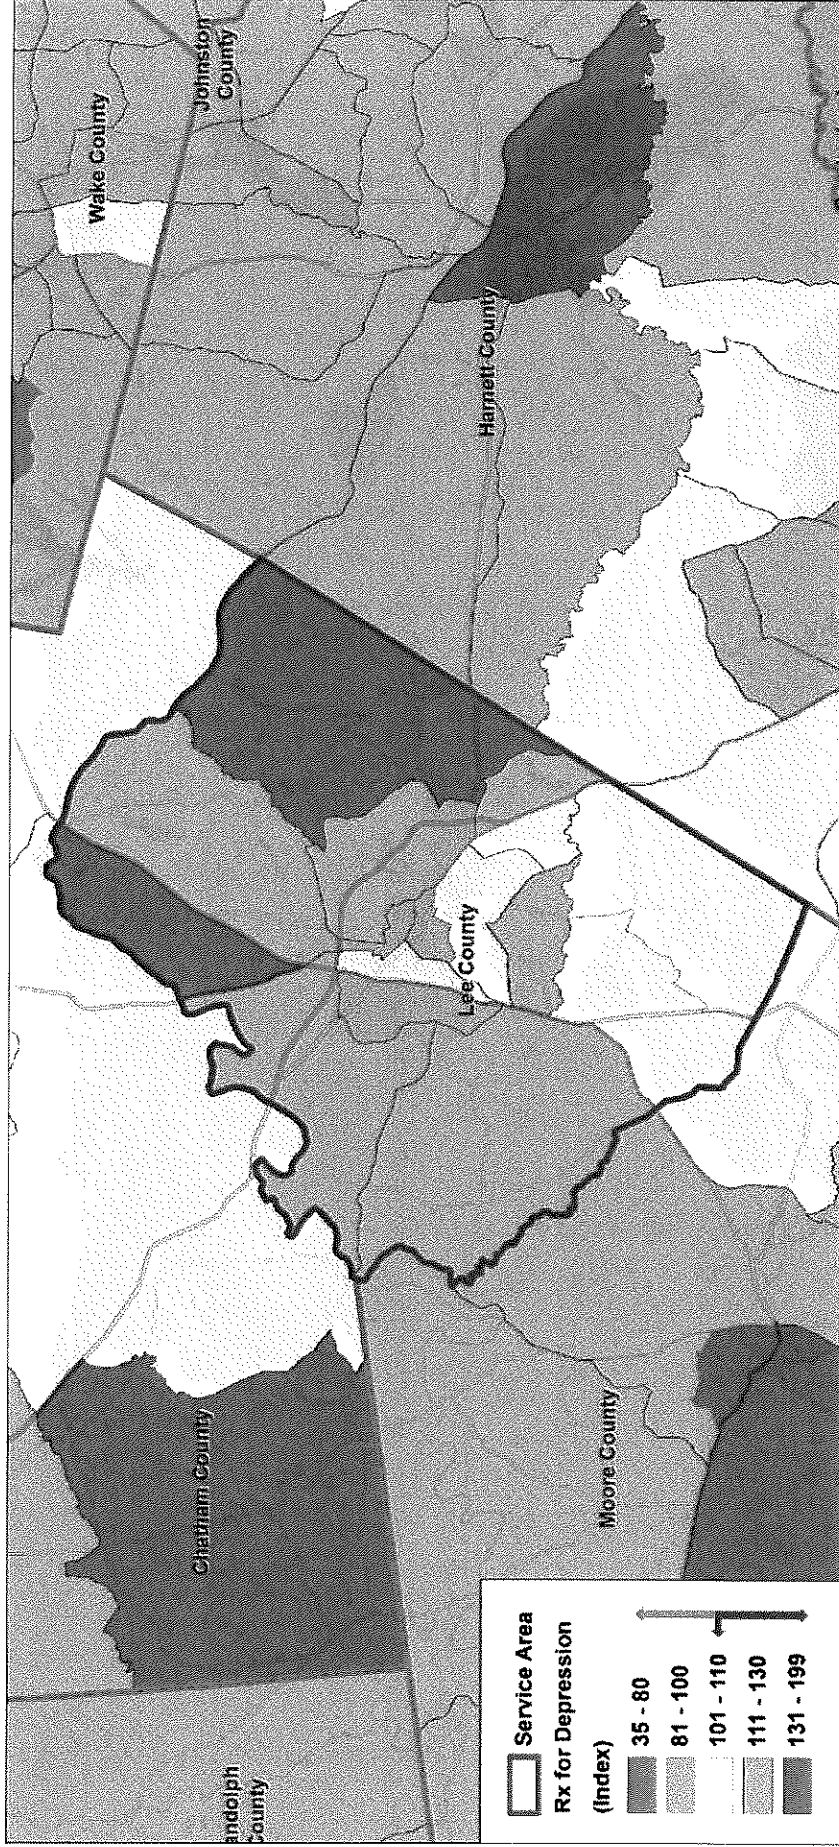 Wake County
Johnston
County
Harnett County
Lee County
Chatham County
Moore County
andolph
County
Service Area
Rx for Depression
(Index)
35 - 80
81 - 100
101 - 110
111 - 130
131 - 199